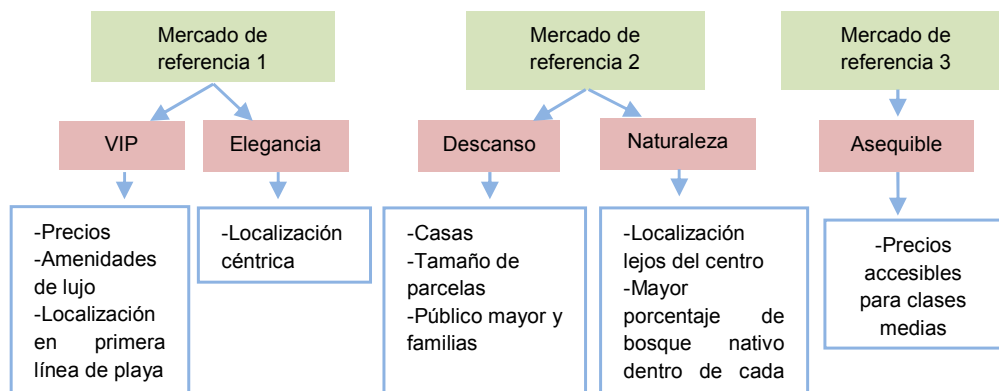 Mercado de
referencia 1
Mercado de
referencia 2
Mercado de
referencia 3
VIP
Elegancia
Descanso
Naturaleza
Asequible
-Precios
-Amenidades
de lujo
-Localización
en primera
línea de playa
-Localización
céntrica
-Casas
-Tamaño de
parcelas
-Público mayor y
familias
-Localización
lejos del centro
-Mayor
porcentaje de
bosque nativo
dentro de cada
-Precios
accesibles
para clases
medias